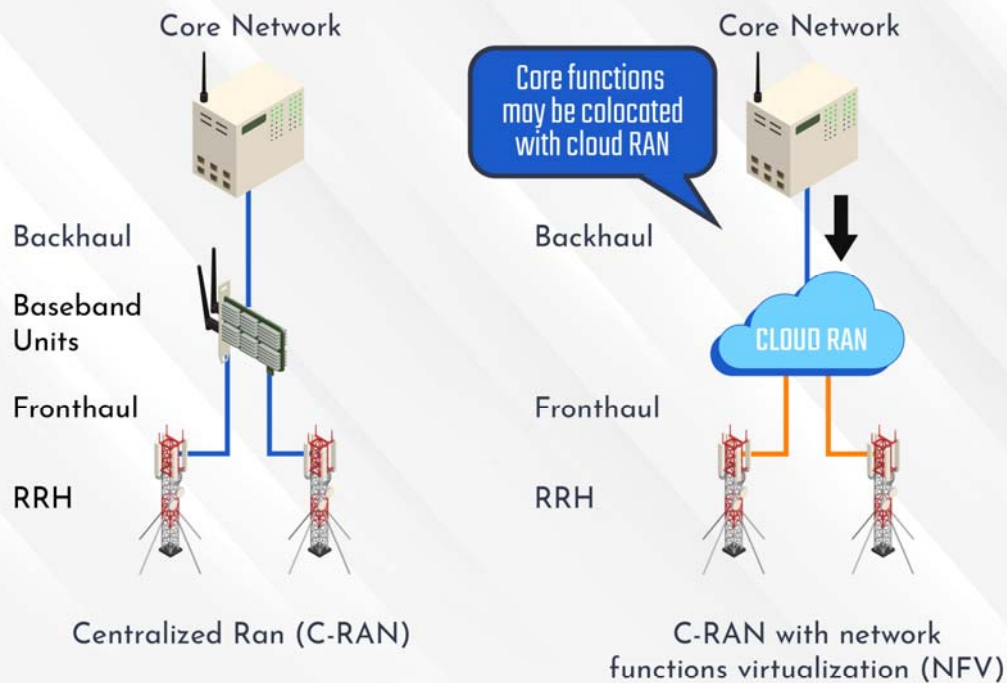 Core Network
Backhaul
Baseband
Units
Fronthaul
RRH
Centralized Ran (C-RAN)
Core Network
Core functions
may be colocated
with cloud RAN
Backhaul
CLOUD RAN
Fronthaul
RRH
C-RAN with network
functions virtualization (NFV)